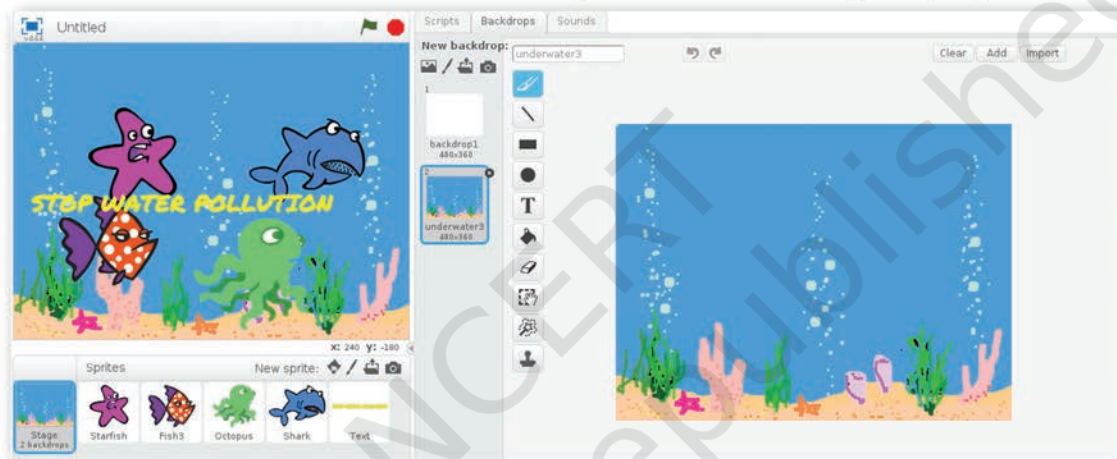 Untitled
v444
STOP WATER POLLUTION
x: 240 y: -180
Sprites
New sprite:
Stage
2 backdrops
Starfish
Fish3
Octopus
Shark
Text
Scripts
Backdrops
Sounds
New backdrop:
1
backdrop1
480x360
2
underwater3
480x360
underwater3
Clear
Add
Import
T
NCERT